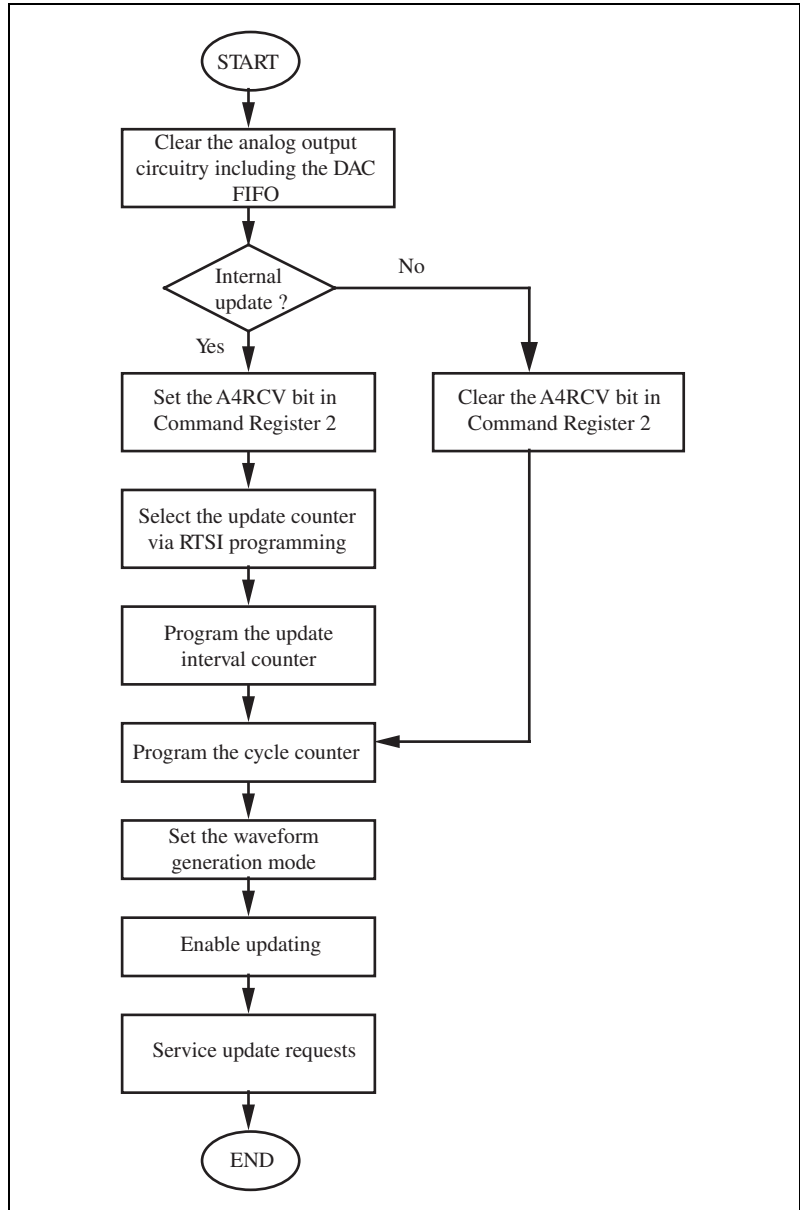 START
Clear the analog output
circuitry including the DAC
FIFO
Internal
update ?
No
Yes
Set the A4RCV bit in
Command Register 2
Clear the A4RCV bit in
Command Register 2
Select the update counter
via RTSI programming
Program the update
interval counter
Program the cycle counter
Set the waveform
generation mode
Enable updating
Service update requests
END